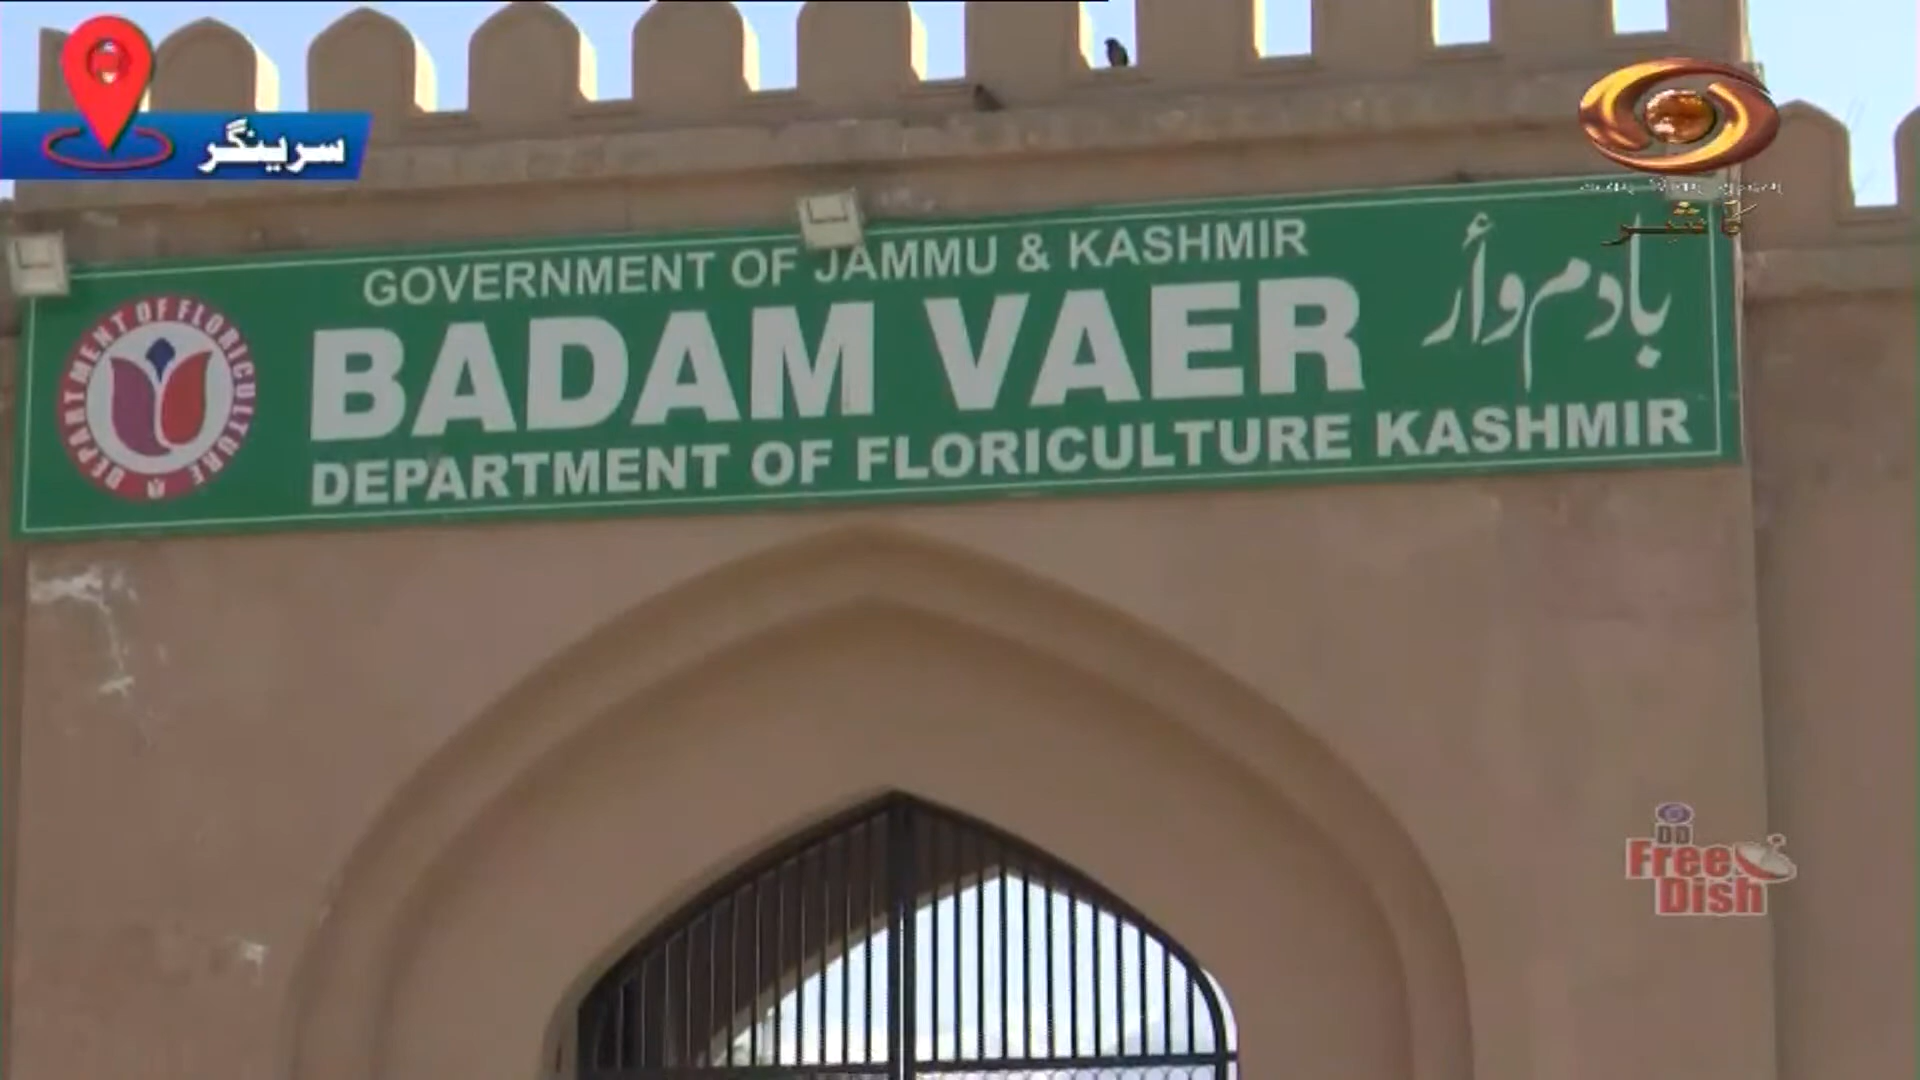 سرینگر
کأشُر
GOVERNMENT OF JAMMU & KASHMIR
BADAM VAER
بادم وأر
DEPARTMENT OF FLORICULTURE KASHMIR
DEPARTMENT OF FLORICULTURE
DD
Free
Dish